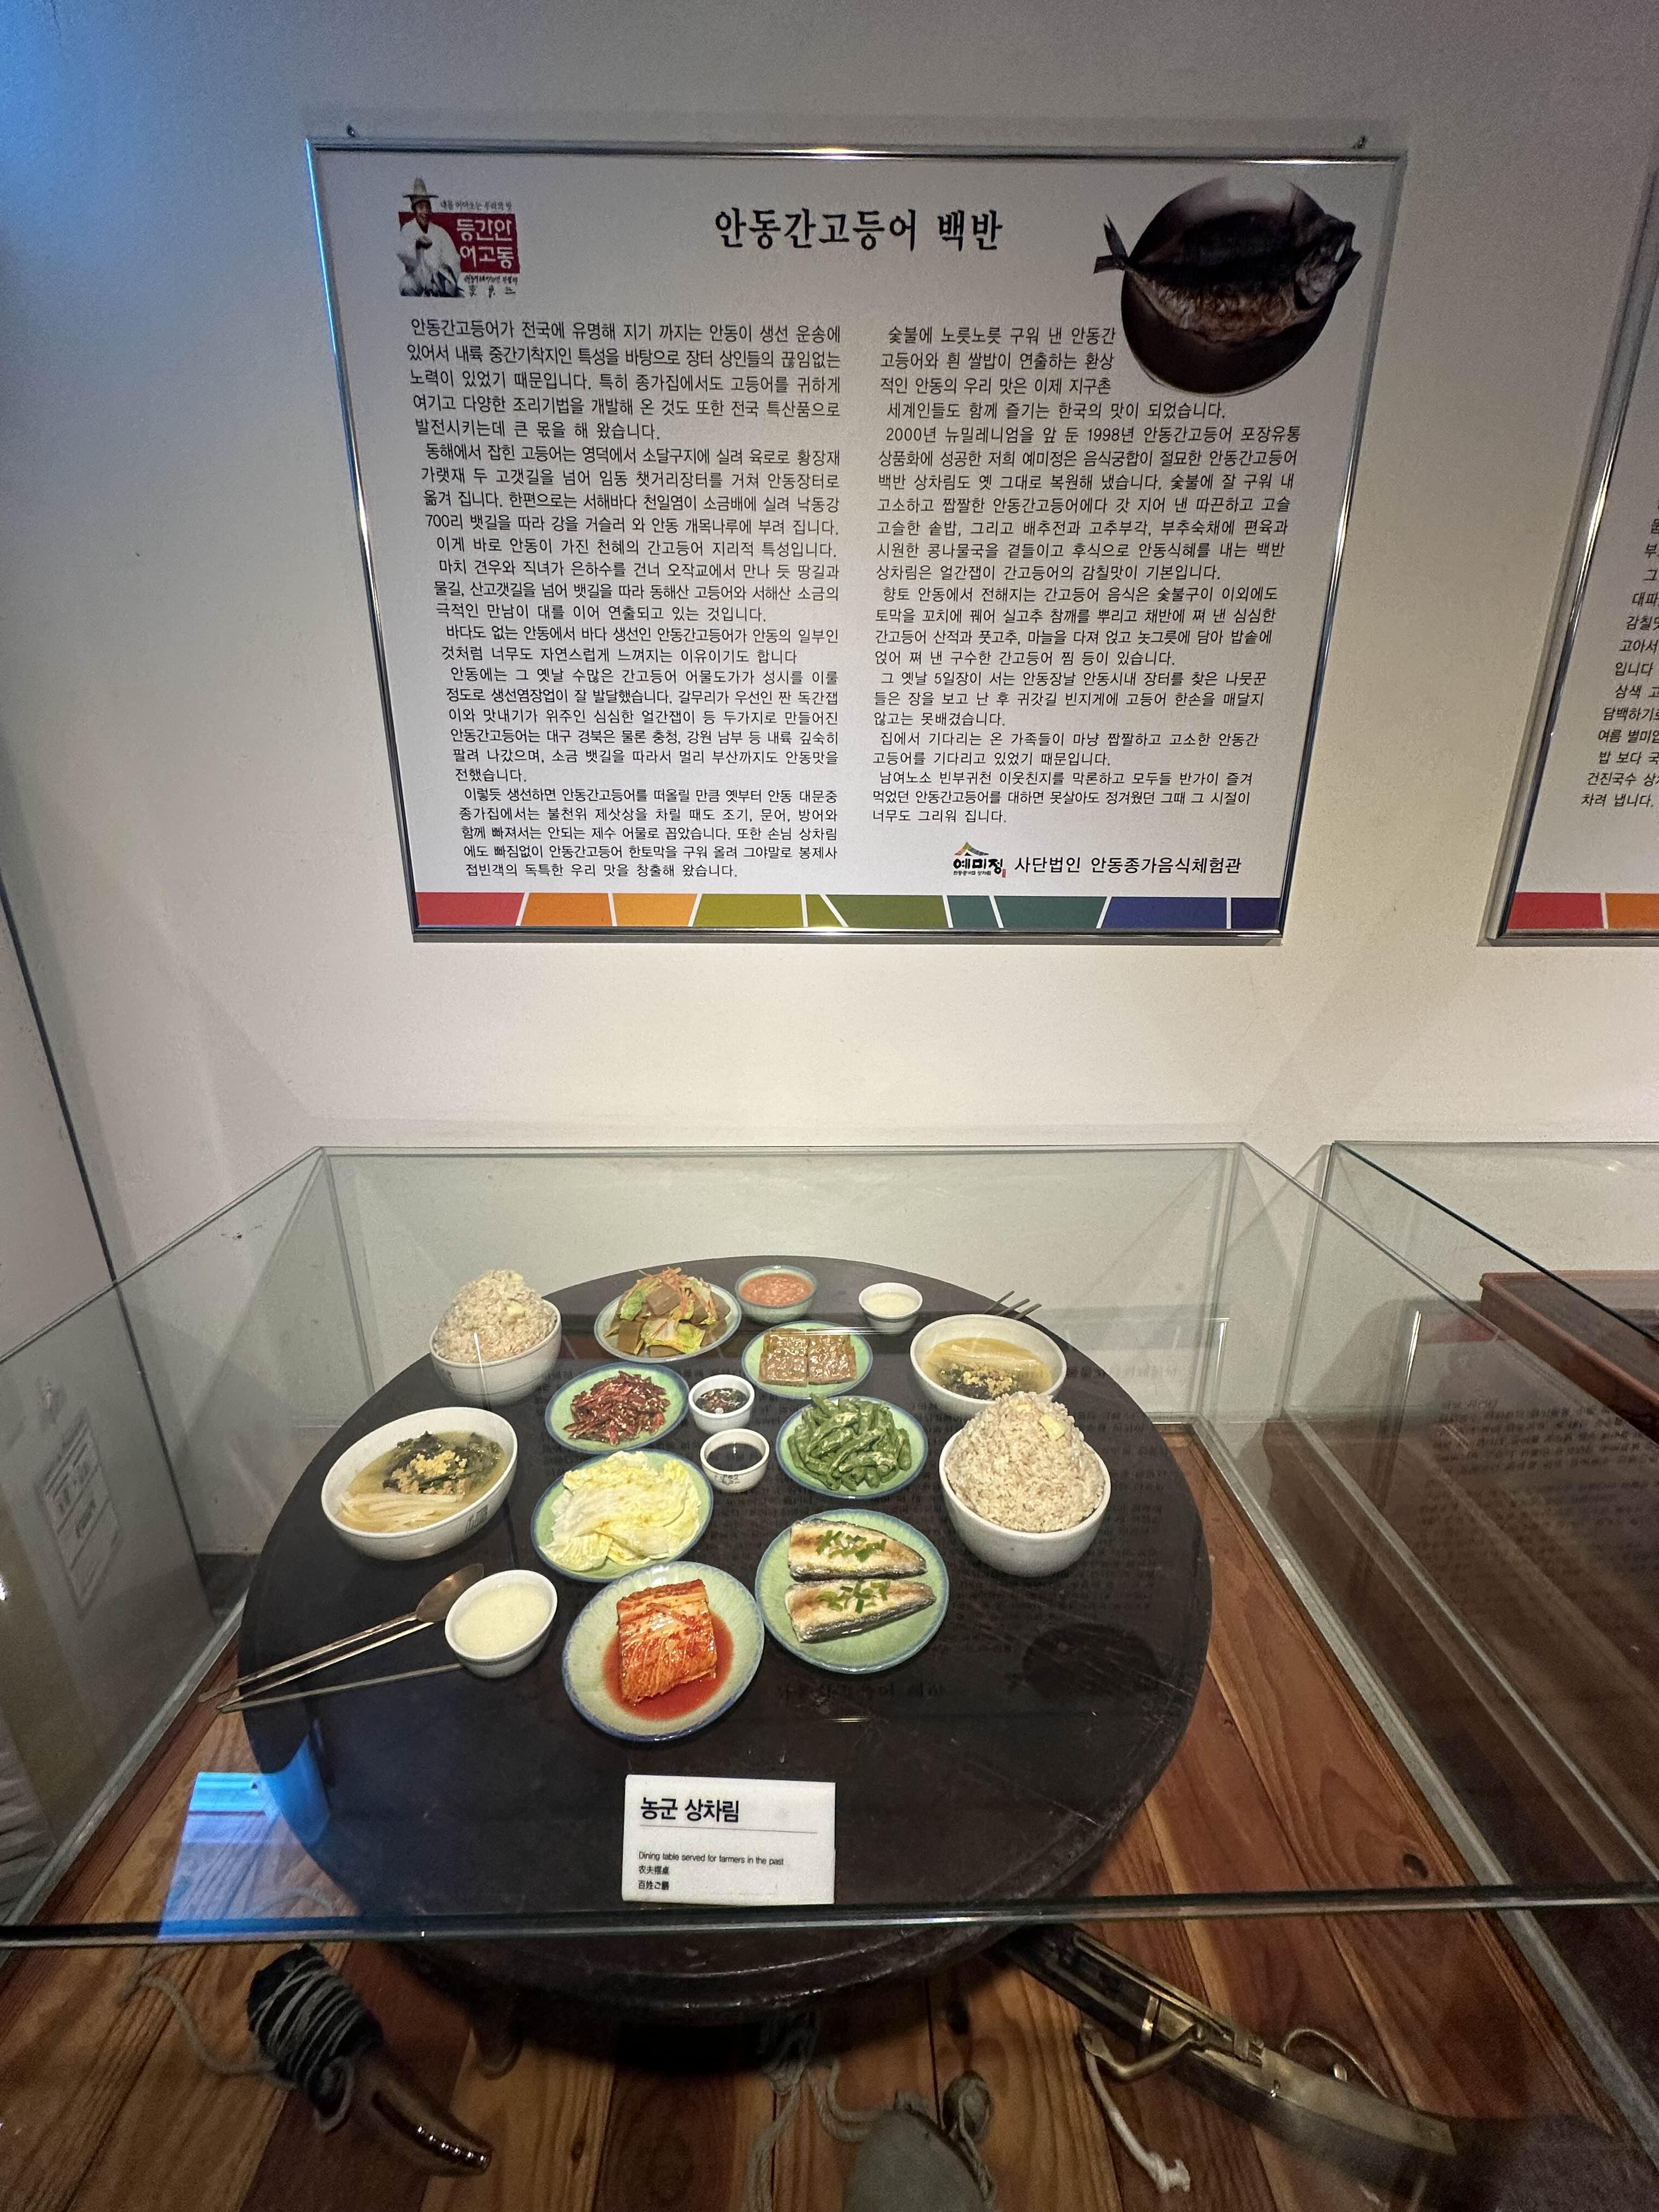 대를 이어오는 우리의 맛
등간안
어고동
안동간고등어 백반
안동간고등어가 전국에 유명해 지기 까지는 안동이 생선 운송에
있어서 내륙 중간기착지인 특성을 바탕으로 장터 상인들의 끊임없는
노력이 있었기 때문입니다. 특히 종가집에서도 고등어를 귀하게
여기고 다양한 조리기법을 개발해 온 것도 또한 전국 특산품으로
발전시키는데 큰 몫을 해 왔습니다.
동해에서 잡힌 고등어는 영덕에서 소달구지에 실려 육로로 황장재
가랫재 두 고갯길을 넘어 임동 챗거리장터를 거쳐 안동장터로
옮겨 집니다. 한편으로는 서해바다 천일염이 소금배에 실려 낙동강
700리 뱃길을 따라 강을 거슬러 와 안동 개목나루에 부려 집니다.
이게 바로 안동이 가진 천혜의 간고등어 지리적 특성입니다.
마치 견우와 직녀가 은하수를 건너 오작교에서 만나 듯 땅길과
물길, 산고갯길을 넘어 뱃길을 따라 동해산 고등어와 서해산 소금의
극적인 만남이 대를 이어 연출되고 있는 것입니다.
바다도 없는 안동에서 바다 생선인 안동간고등어가 안동의 일부인
것처럼 너무도 자연스럽게 느껴지는 이유이기도 합니다
안동에는 그 옛날 수많은 간고등어 어물도가가 성시를 이룰
정도로 생선염장업이 잘 발달했습니다. 갈무리가 우선인 짠 독간잽
이와 맛내기가 위주인 심심한 얼간잽이 등 두가지로 만들어진
안동간고등어는 대구 경북은 물론 충청, 강원 남부 등 내륙 깊숙히
팔려 나갔으며, 소금 뱃길을 따라서 멀리 부산까지도 안동맛을
전했습니다.
이렇듯 생선하면 안동간고등어를 떠올릴 만큼 옛부터 안동 대문중
종가집에서는 불천위 제삿상을 차릴 때도 조기, 문어, 방어와
함께 빠져서는 안되는 제수 어물로 꼽았습니다. 또한 손님 상차림
에도 빠짐없이 안동간고등어 한토막을 구워 올려 그야말로 봉제사
접빈객의 독특한 우리 맛을 창출해 왔습니다.
숯불에 노릇노릇 구워 낸 안동간
고등어와 흰 쌀밥이 연출하는 환상
적인 안동의 우리 맛은 이제 지구촌
세계인들도 함께 즐기는 한국의 맛이 되었습니다.
2000년 뉴밀레니엄을 앞 둔 1998년 안동간고등어 포장유통
상품화에 성공한 저희 예미정은 음식궁합이 절묘한 안동간고등어
백반 상차림도 옛 그대로 복원해 냈습니다. 숯불에 잘 구워 내
고소하고 짭짤한 안동간고등어에다 갓 지어 낸 따끈하고 고슬
고슬한 솥밥, 그리고 배추전과 고추부각, 부추숙채에 편육과
시원한 콩나물국을 곁들이고 후식으로 안동식혜를 내는 백반
상차림은 얼간잽이 간고등어의 감칠맛이 기본입니다.
향토 안동에서 전해지는 간고등어 음식은 숯불구이 이외에도
토막을 꼬치에 꿰어 실고추 참깨를 뿌리고 채반에 쪄 낸 심심한
간고등어 산적과 풋고추, 마늘을 다져 얹고 놋그릇에 담아 밥솥에
얹어 쪄 낸 구수한 간고등어 찜 등이 있습니다.
그 옛날 5일장이 서는 안동장날 안동시내 장터를 찾은 나뭇꾼
들은 장을 보고 난 후 귀갓길 빈지게에 고등어 한손을 매달지
않고는 못배겼습니다.
집에서 기다리는 온 가족들이 마냥 짭짤하고 고소한 안동간
고등어를 기다리고 있었기 때문입니다.
남여노소 빈부귀천 이웃친지를 막론하고 모두들 반가이 즐겨
먹었던 안동간고등어를 대하면 못살아도 정겨웠던 그때 그 시절이
너무도 그리워 집니다.
예미정 사단법인 안동종가음식체험관
부
그
대파
감칠맛
고아서
입니다
삼색 고
담백하기로
여름 별미입
밥 보다 국
건진국수 상차
차려 냅니다.
농군 상차림
Dining table served for farmers in the past
农夫摆桌
百姓ご膳